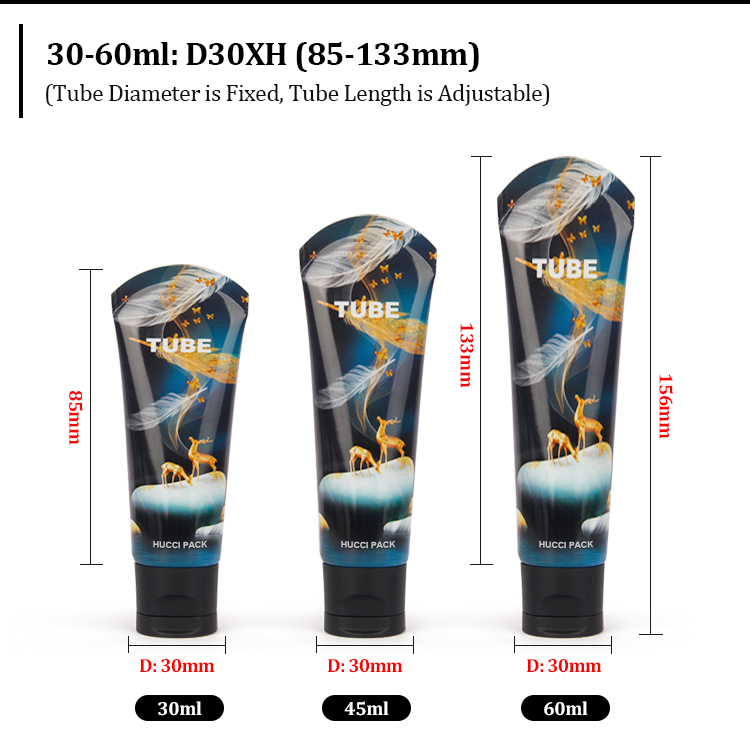 30-60ml: D30XH (85-133mm)
(Tube Diameter is Fixed, Tube Length is Adjustable)
85mm
TUBE
HUCCI PACK
D: 30mm
30ml
TUBE
HUCCI PACK
D: 30mm
45ml
133mm
TUBE
HUCCI PACK
156mm
D: 30mm
60ml